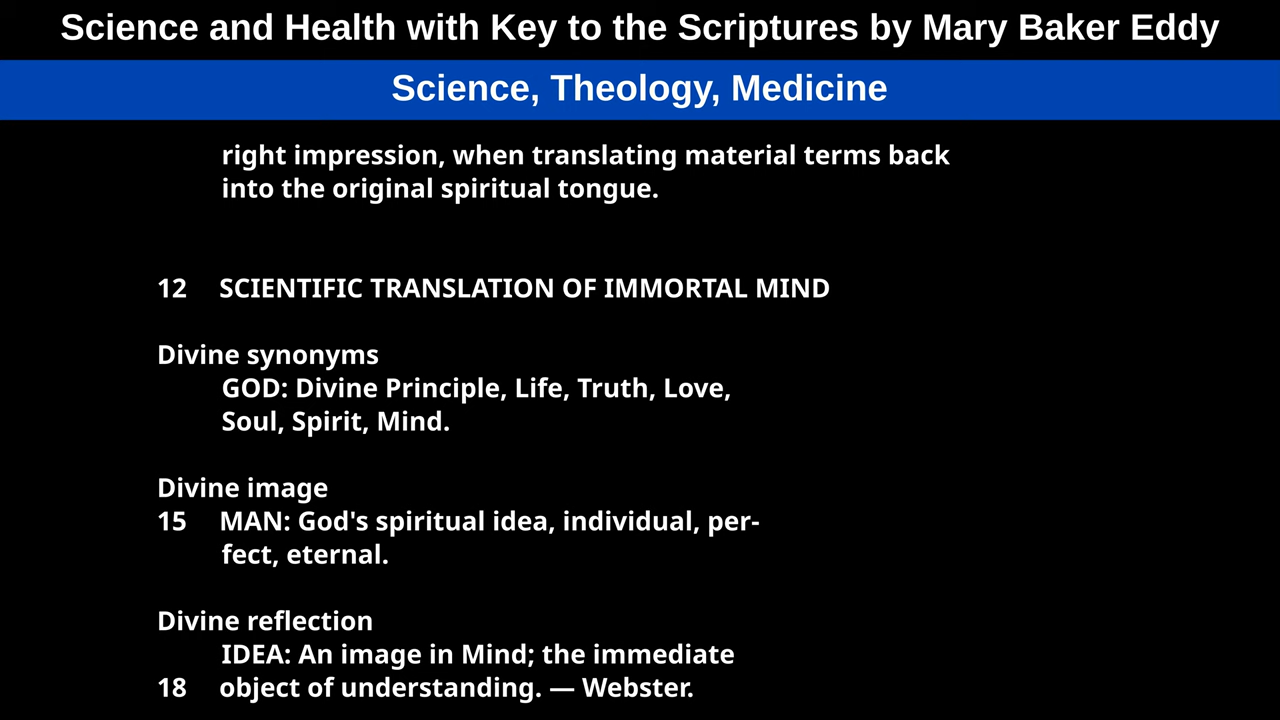 Science and Health with Key to the Scriptures by Mary Baker Eddy
Science, Theology, Medicine
right impression, when translating material terms back
into the original spiritual tongue.
12 SCIENTIFIC TRANSLATION OF IMMORTAL MIND
Divine synonyms
GOD: Divine Principle, Life, Truth, Love,
Soul, Spirit, Mind.
Divine image
15 MAN: God's spiritual idea, individual, per-
fect, eternal.
Divine reflection
IDEA: An image in Mind; the immediate
18 object of understanding. — Webster.